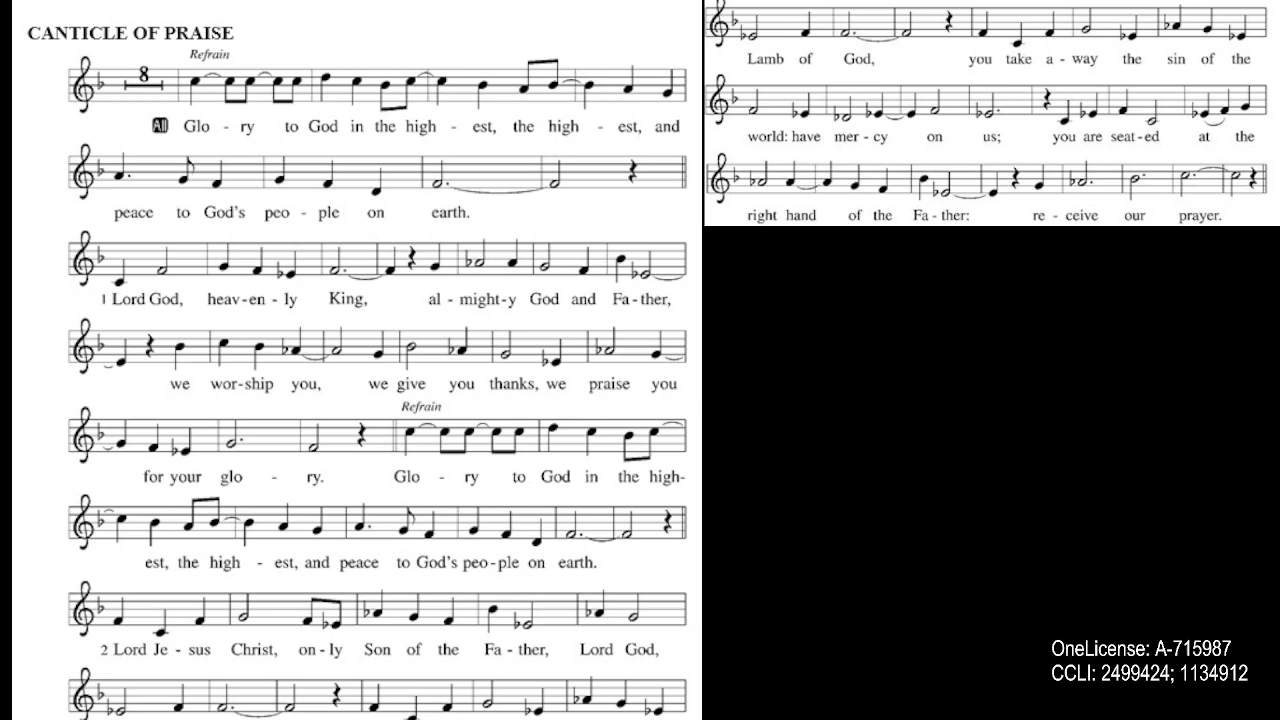 CANTICLE OF PRAISE
Refrain
8
All Glo - ry to God in the high - est, the high - est, and
peace to God's peo - ple on earth.
1 Lord God, heav-en - ly King, al - might-y God and Fa-ther,
we wor-ship you, we give you thanks, we praise you
Refrain
for your glo - ry. Glo - ry to God in the high-
est, the high - est, and peace to God's peo-ple on earth.
2 Lord Je - sus Christ, on-ly Son of the Fa-ther, Lord God,
Lamb of God, you take a - way the sin of the
world: have mer-cy on us; you are seat-ed at the
right hand of the Fa-ther: re - ceive our prayer.
OneLicense: A-715987
CCLI: 2499424; 1134912